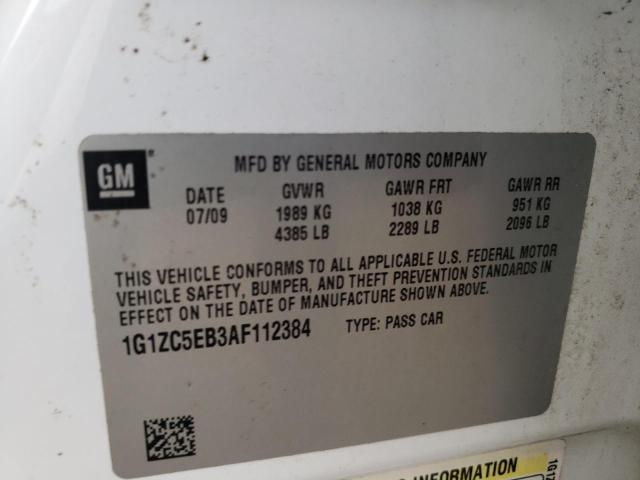 GM
MFD BY GENERAL MOTORS COMPANY
DATE GVWR GAWR FRT GAWR RR
07/09 1989 KG 1038 KG 951 KG
4385 LB 2289 LB 2096 LB
THIS VEHICLE CONFORMS TO ALL APPLICABLE U.S. FEDERAL MOTOR
VEHICLE SAFETY, BUMPER, AND THEFT PREVENTION STANDARDS IN
EFFECT ON THE DATE OF MANUFACTURE SHOWN ABOVE.
1G1ZC5EB3AF112384 TYPE: PASS CAR
INFORMATION
1G1Z